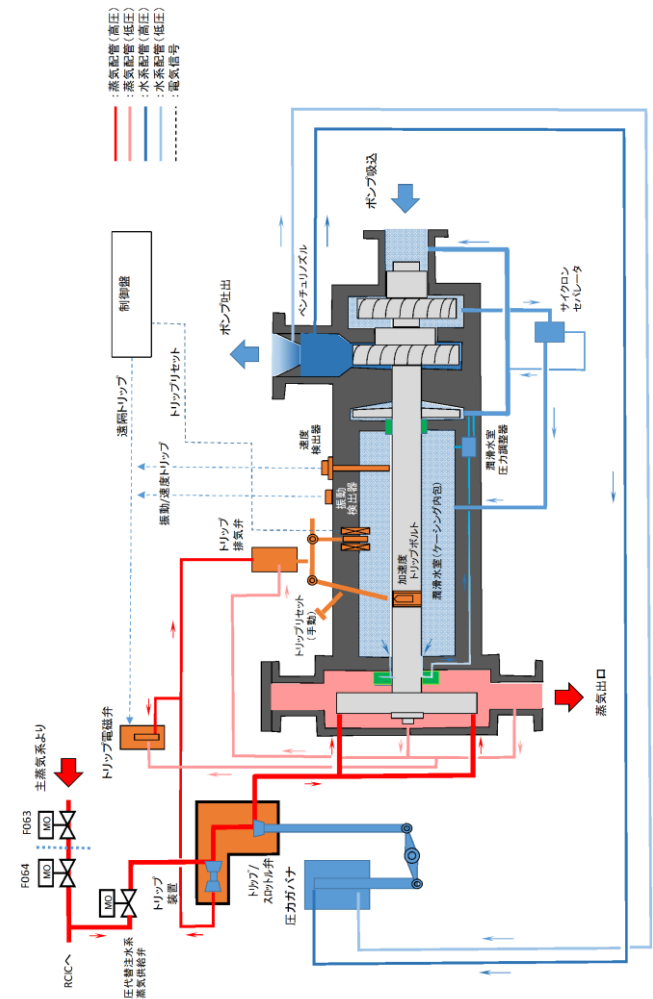 :蒸気配管(高圧)
:蒸気配管(低圧)
:水系配管(高圧)
:水系配管(低圧)
:電気信号
制御盤
遠隔トリップ
トリップリセット
振動/速度トリップ
ポンプ吐出
ベンチュリノズル
ポンプ吸込
サイクロン
セパレータ
速度
検出器
振動
検出器
潤滑水室
圧力調整器
トリップ
排気弁
トリップリセット
(手動)
加速度
トリップボルト
潤滑水室(ケーシング内包)
トリップ電磁弁
蒸気出口
主蒸気系より
F063
MO
F064
MO
MO
RCICへ
圧代替注水系
蒸気供給弁
トリップ
装置
トリップ/
スロットル弁
圧力ガバナ